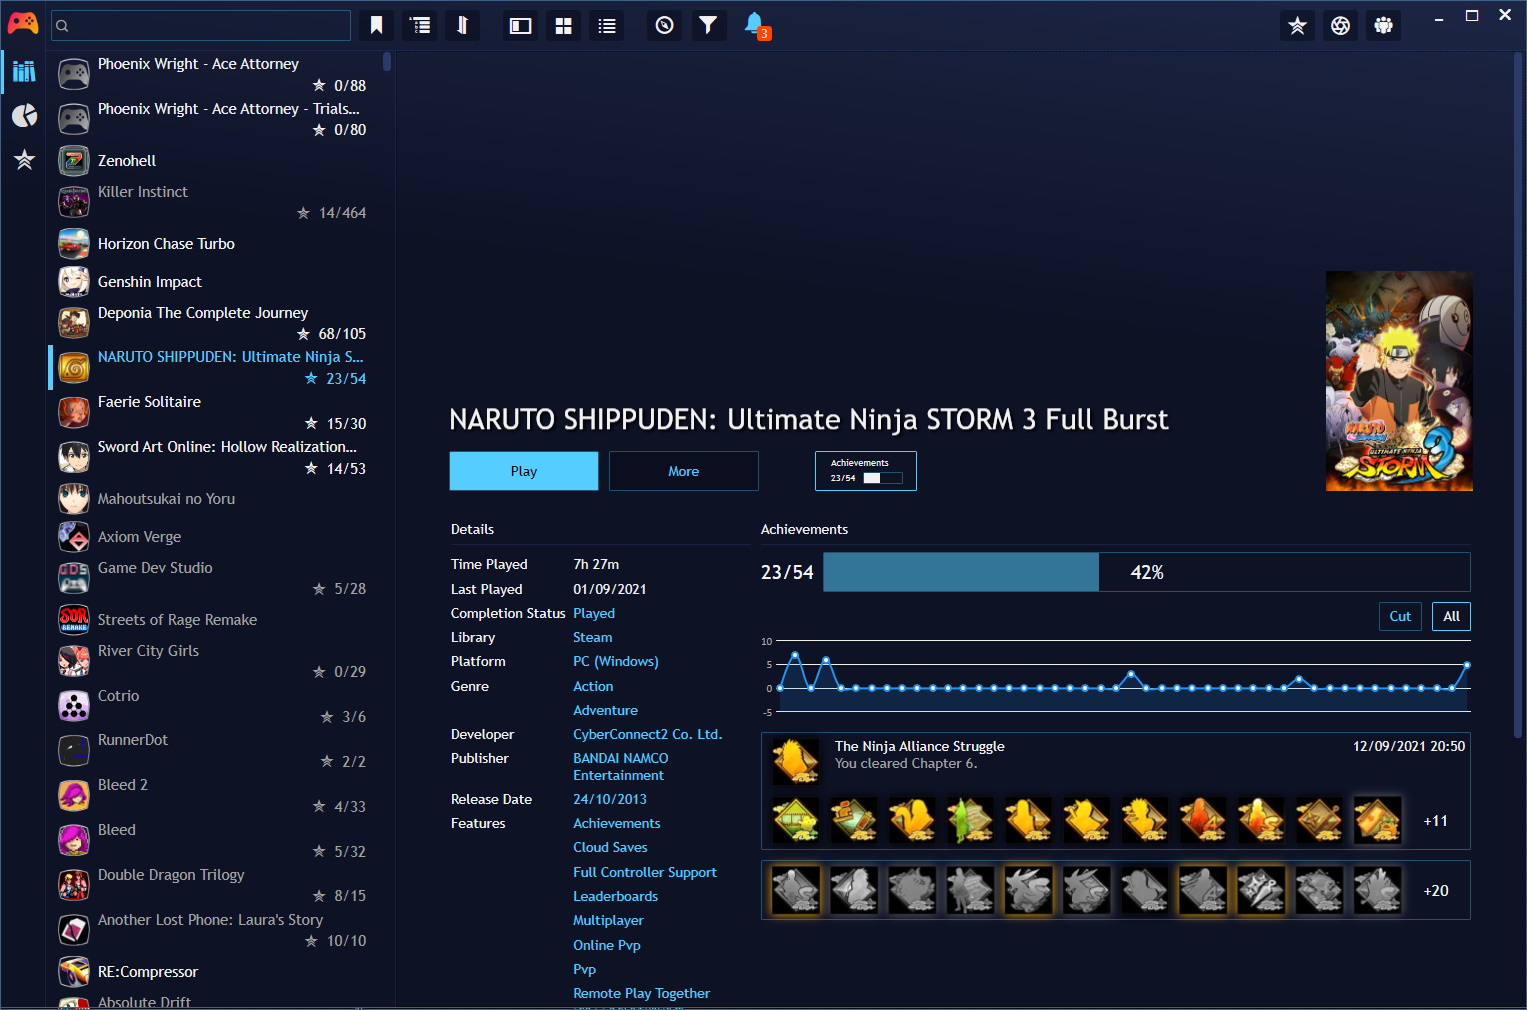 3
Phoenix Wright - Ace Attorney
0/88
Phoenix Wright - Ace Attorney - Trials...
0/80
Zenohell
Killer Instinct
14/464
Horizon Chase Turbo
Genshin Impact
Deponia The Complete Journey
68/105
NARUTO SHIPPUDEN: Ultimate Ninja S...
23/54
Faerie Solitaire
15/30
Sword Art Online: Hollow Realization...
14/53
Mahoutsukai no Yoru
Axiom Verge
Game Dev Studio
5/28
Streets of Rage Remake
River City Girls
0/29
Cotrio
3/6
RunnerDot
2/2
Bleed 2
4/33
Bleed
5/32
Double Dragon Trilogy
8/15
Another Lost Phone: Laura's Story
10/10
RE:Compressor
Absolute Drift
GDS
SOR
REMAKE
NARUTO
ULTIMATE NINJA
STORM 3
NARUTO SHIPPUDEN: Ultimate Ninja STORM 3 Full Burst
Play
More
Achievements
23/54
Details
Time Played 7h 27m
Last Played 01/09/2021
Completion Status Played
Library Steam
Platform PC (Windows)
Genre Action
Adventure
Developer CyberConnect2 Co. Ltd.
Publisher BANDAI NAMCO
Entertainment
Release Date 24/10/2013
Features Achievements
Cloud Saves
Full Controller Support
Leaderboards
Multiplayer
Online Pvp
Pvp
Remote Play Together
Achievements
23/54 42%
Cut All
10
5
0
-5
The Ninja Alliance Struggle 12/09/2021 20:50
You cleared Chapter 6.
+11
+20